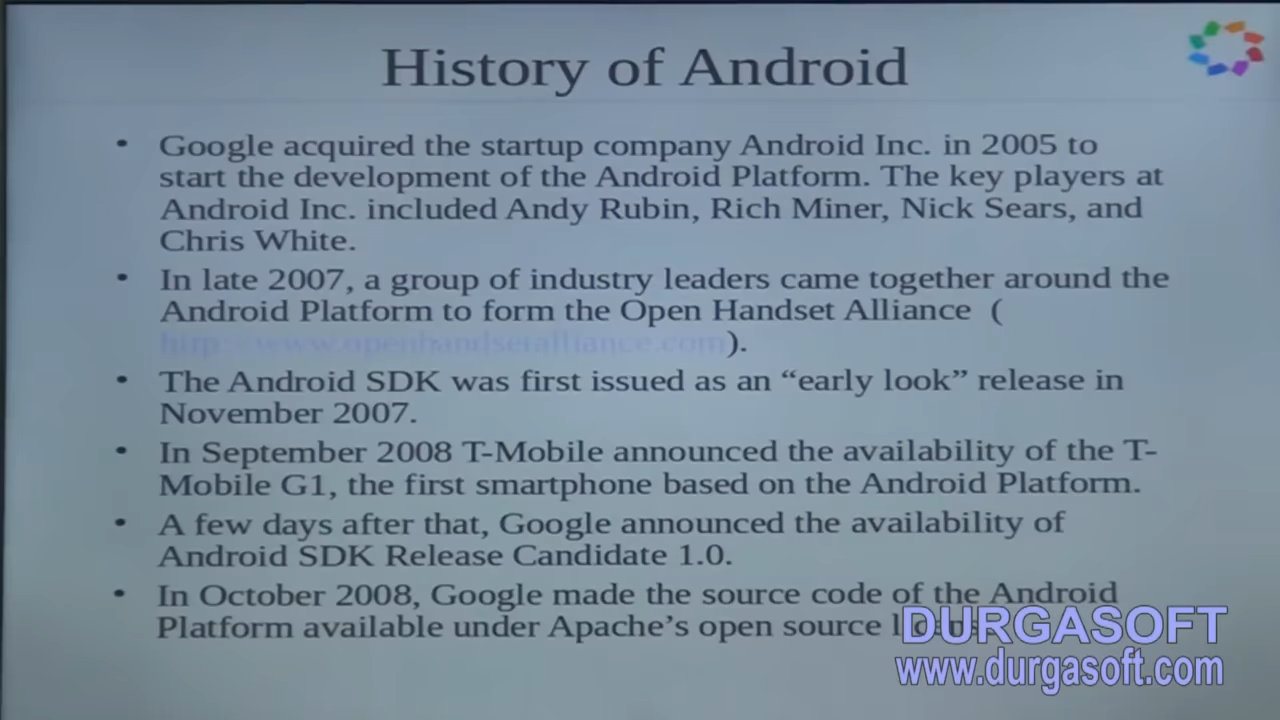 History of Android
• Google acquired the startup company Android Inc. in 2005 to
start the development of the Android Platform. The key players at
Android Inc. included Andy Rubin, Rich Miner, Nick Sears, and
Chris White.
• In late 2007, a group of industry leaders came together around the
Android Platform to form the Open Handset Alliance (
http://www.openhandsetalliance.com).
• The Android SDK was first issued as an “early look” release in
November 2007.
• In September 2008 T-Mobile announced the availability of the T-
Mobile G1, the first smartphone based on the Android Platform.
• A few days after that, Google announced the availability of
Android SDK Release Candidate 1.0.
• In October 2008, Google made the source code of the Android
Platform available under Apache’s open source
DURGASOFT
www.durgasoft.com